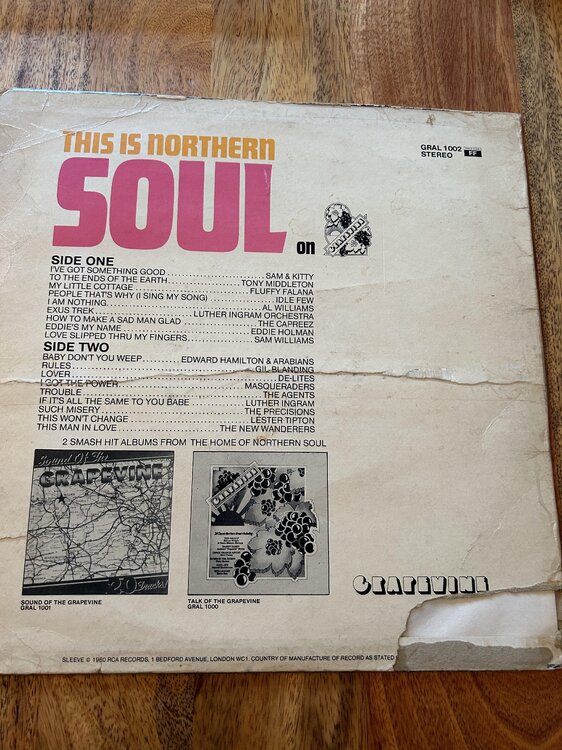 THIS IS NORTHERN
SOUL on GRAPEVINE
GRAL 1002
STEREO FF
SIDE ONE
I'VE GOT SOMETHING GOOD SAM & KITTY
TO THE ENDS OF THE EARTH TONY MIDDLETON
MY LITTLE COTTAGE FLUFFY FALANA
PEOPLE THAT'S WHY (I SING MY SONG) IDLE FEW
I AM NOTHING AL WILLIAMS
EXUS TREK LUTHER INGRAM ORCHESTRA
HOW TO MAKE A SAD MAN GLAD THE CAPREEZ
EDDIE'S MY NAME EDDIE HOLMAN
LOVE SLIPPED THRU MY FINGERS SAM WILLIAMS
SIDE TWO
BABY DON'T YOU WEEP EDWARD HAMILTON & ARABIANS
RULES GIL BLANDING
LOVER DE-LITES
I GOT THE POWER MASQUERADERS
TROUBLE THE AGENTS
IF IT'S ALL THE SAME TO YOU BABE LUTHER INGRAM
SUCH MISERY THE PRECISIONS
THIS WON'T CHANGE LESTER TIPTON
THIS MAN IN LOVE THE NEW WANDERERS
2 SMASH HIT ALBUMS FROM THE HOME OF NORTHERN SOUL
Sound Of The
GRAPEVINE
20 Tracks!
GRAPEVINE
SOUND OF THE GRAPEVINE
GRAL 1001
TALK OF THE GRAPEVINE
GRAL 1000
GRAPEVINE
SLEEVE © 1980 RCA RECORDS, 1 BEDFORD AVENUE, LONDON WC1. COUNTRY OF MANUFACTURE OF RECORD AS STATED